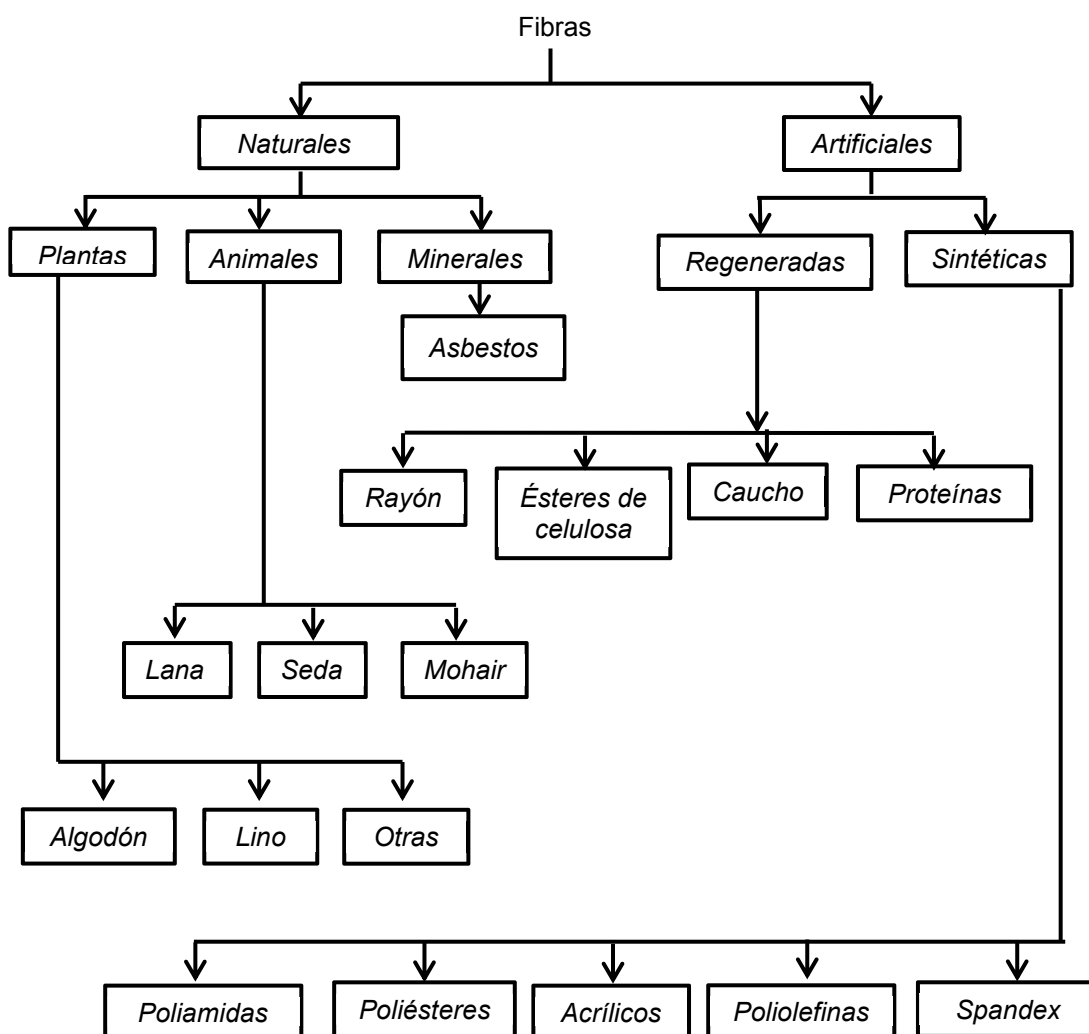 Fibras
Naturales
Artificiales
Plantas
Animales
Minerales
Regeneradas
Sintéticas
Asbestos
Rayón
Ésteres de
celulosa
Caucho
Proteínas
Lana
Seda
Mohair
Algodón
Lino
Otras
Poliamidas
Poliésteres
Acrílicos
Poliolefinas
Spandex